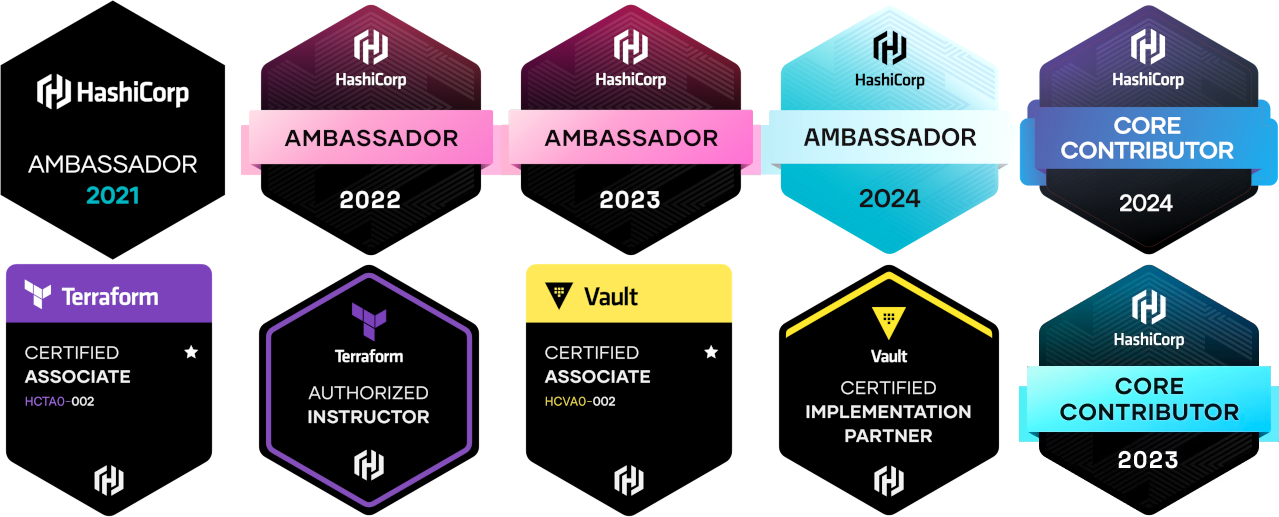 HashiCorp
AMBASSADOR
2021
HashiCorp
AMBASSADOR
2022
HashiCorp
AMBASSADOR
2023
HashiCorp
AMBASSADOR
2024
HashiCorp
CORE
CONTRIBUTOR
2024
Terraform
CERTIFIED
ASSOCIATE
HCTA0-002
Terraform
AUTHORIZED
INSTRUCTOR
Vault
CERTIFIED
ASSOCIATE
HCVA0-002
Vault
CERTIFIED
IMPLEMENTATION
PARTNER
HashiCorp
CORE
CONTRIBUTOR
2023